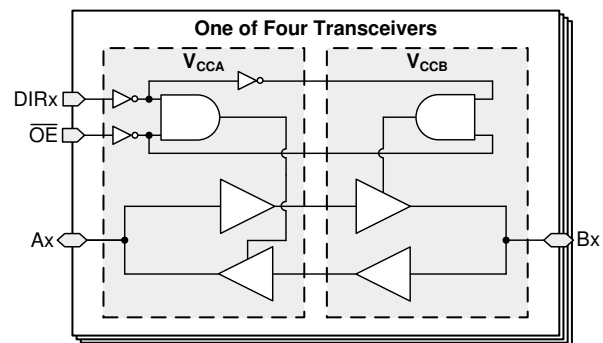 One of Four Transceivers
VCCA
VCCB
DIRx
OE
Ax
Bx